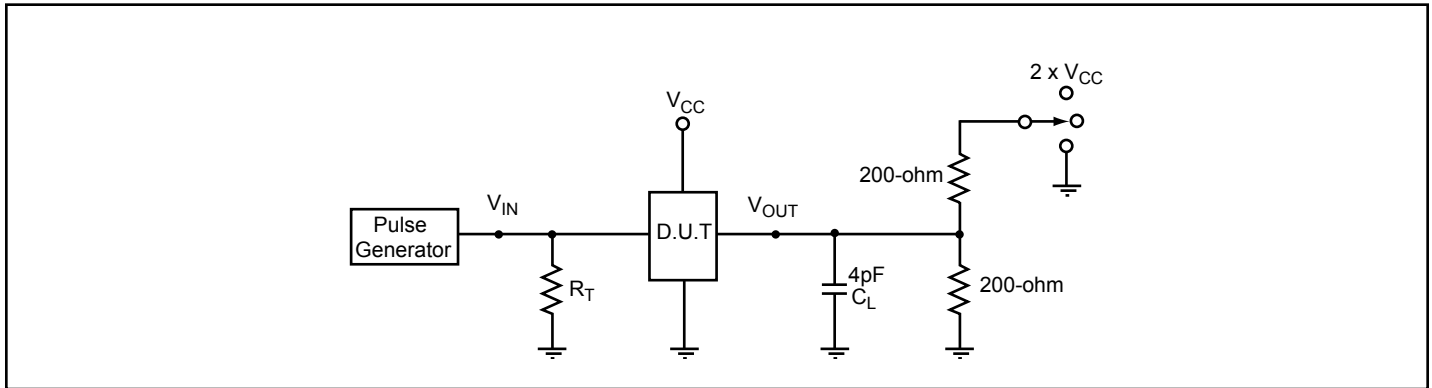 2 x VCC
VCC
200-ohm
VIN
VOUT
Pulse
Generator
D.U.T
4pF
CL
RT
200-ohm